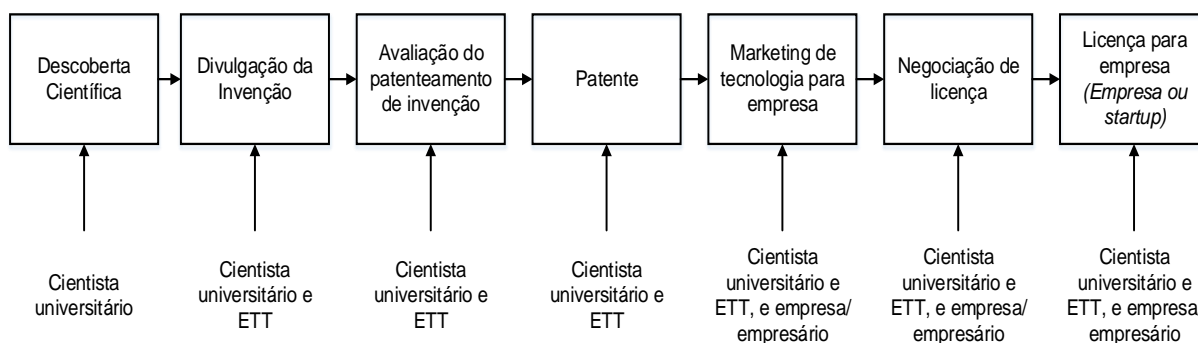 Descoberta
Científica
Divulgação da
Invenção
Avaliação do
patenteamento
de invenção
Patente
Marketing de
tecnologia para
empresa
Negociação de
licença
Licença para
empresa
(Empresa ou
startup)
Cientista
universitário
Cientista
universitário e
ETT
Cientista
universitário e
ETT
Cientista
universitário e
ETT
Cientista
universitário e
ETT, e empresa/
empresário
Cientista
universitário e
ETT, e empresa/
empresário
Cientista
universitário e
ETT, e empresa/
empresário